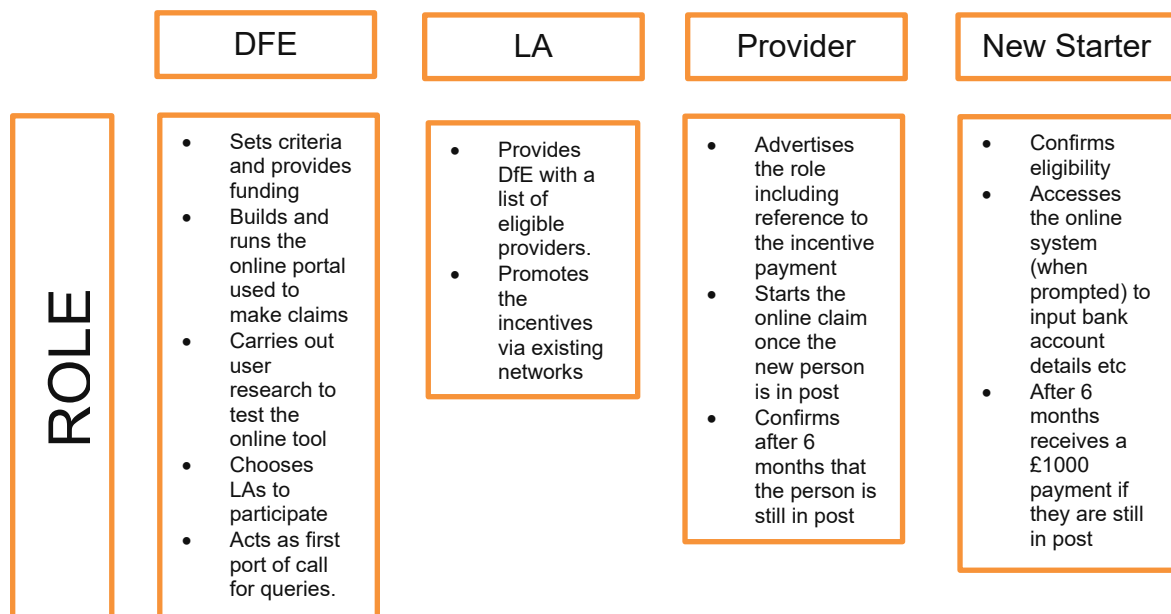 DFE
LA
Provider
New Starter
ROLE
• Sets criteria
and provides
funding
• Builds and
runs the
online portal
used to
make claims
• Carries out
user
research to
test the
online tool
• Chooses
LAs to
participate
• Acts as first
port of call
for queries.
• Provides
DfE with a
list of
eligible
providers.
• Promotes
the
incentives
via existing
networks
• Advertises
the role
including
reference to
the incentive
payment
• Starts the
online claim
once the
new person
is in post
• Confirms
after 6
months that
the person is
still in post
• Confirms
eligibility
• Accesses
the online
system
(when
prompted) to
input bank
account
details etc
• After 6
months
receives a
£1000
payment if
they are still
in post